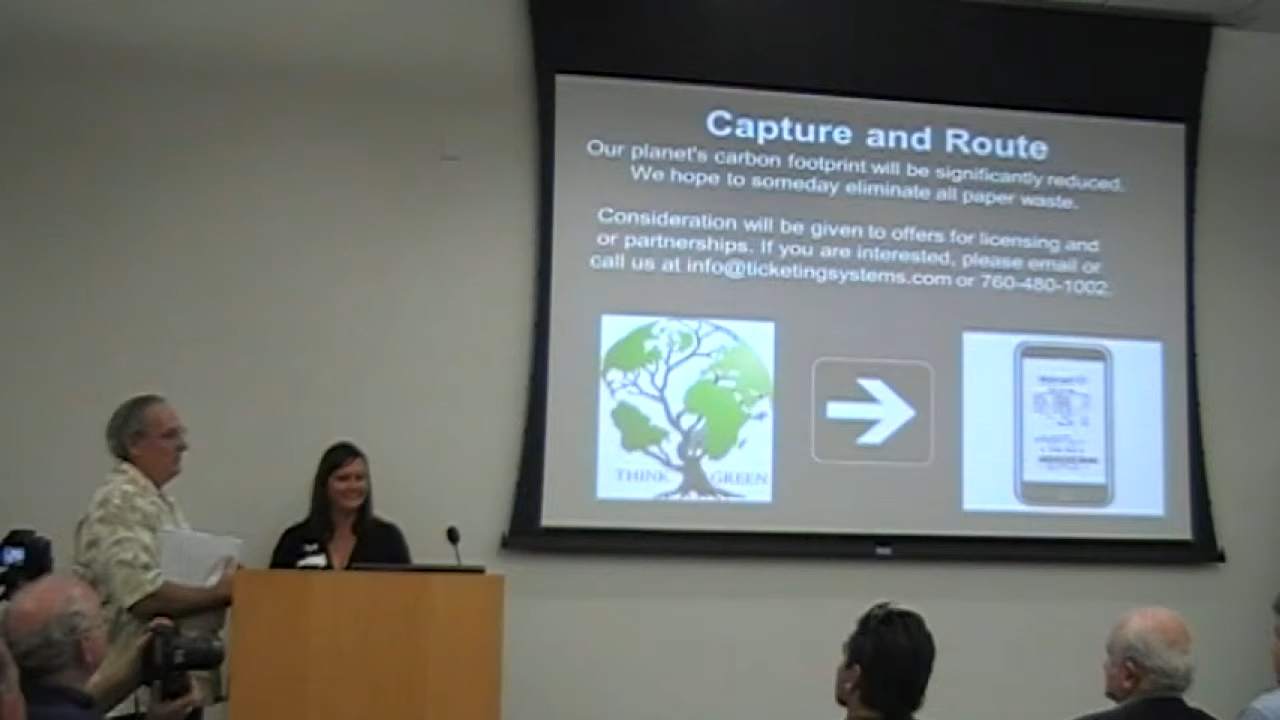 Capture and Route
Our planet's carbon footprint will be significantly reduced.
We hope to someday eliminate all paper waste.
Consideration will be given to offers for licensing and
or partnerships. If you are interested, please email or
call us at info@ticketingsystems.com or 760-480-1002.
THINK GREEN